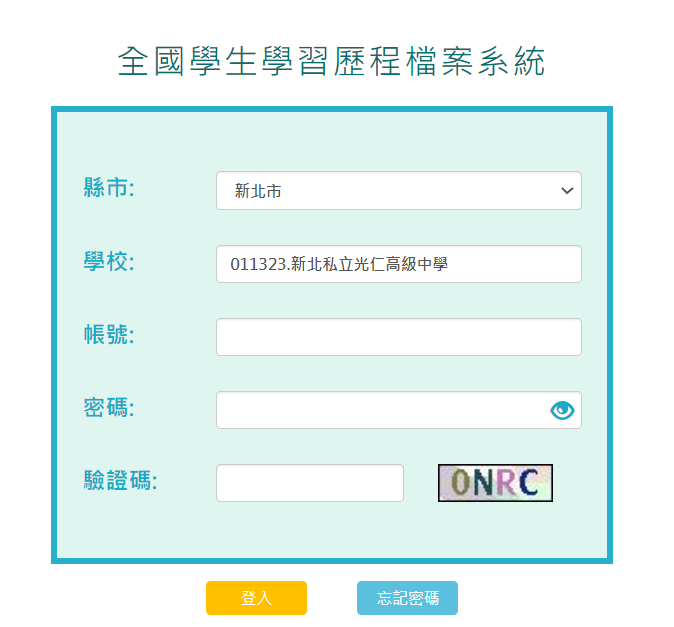 全國學生學習歷程檔案系統
縣市: 新北市
學校: 011323.新北私立光仁高級中學
帳號:
密碼:
驗證碼: 0NRC
登入 忘記密碼